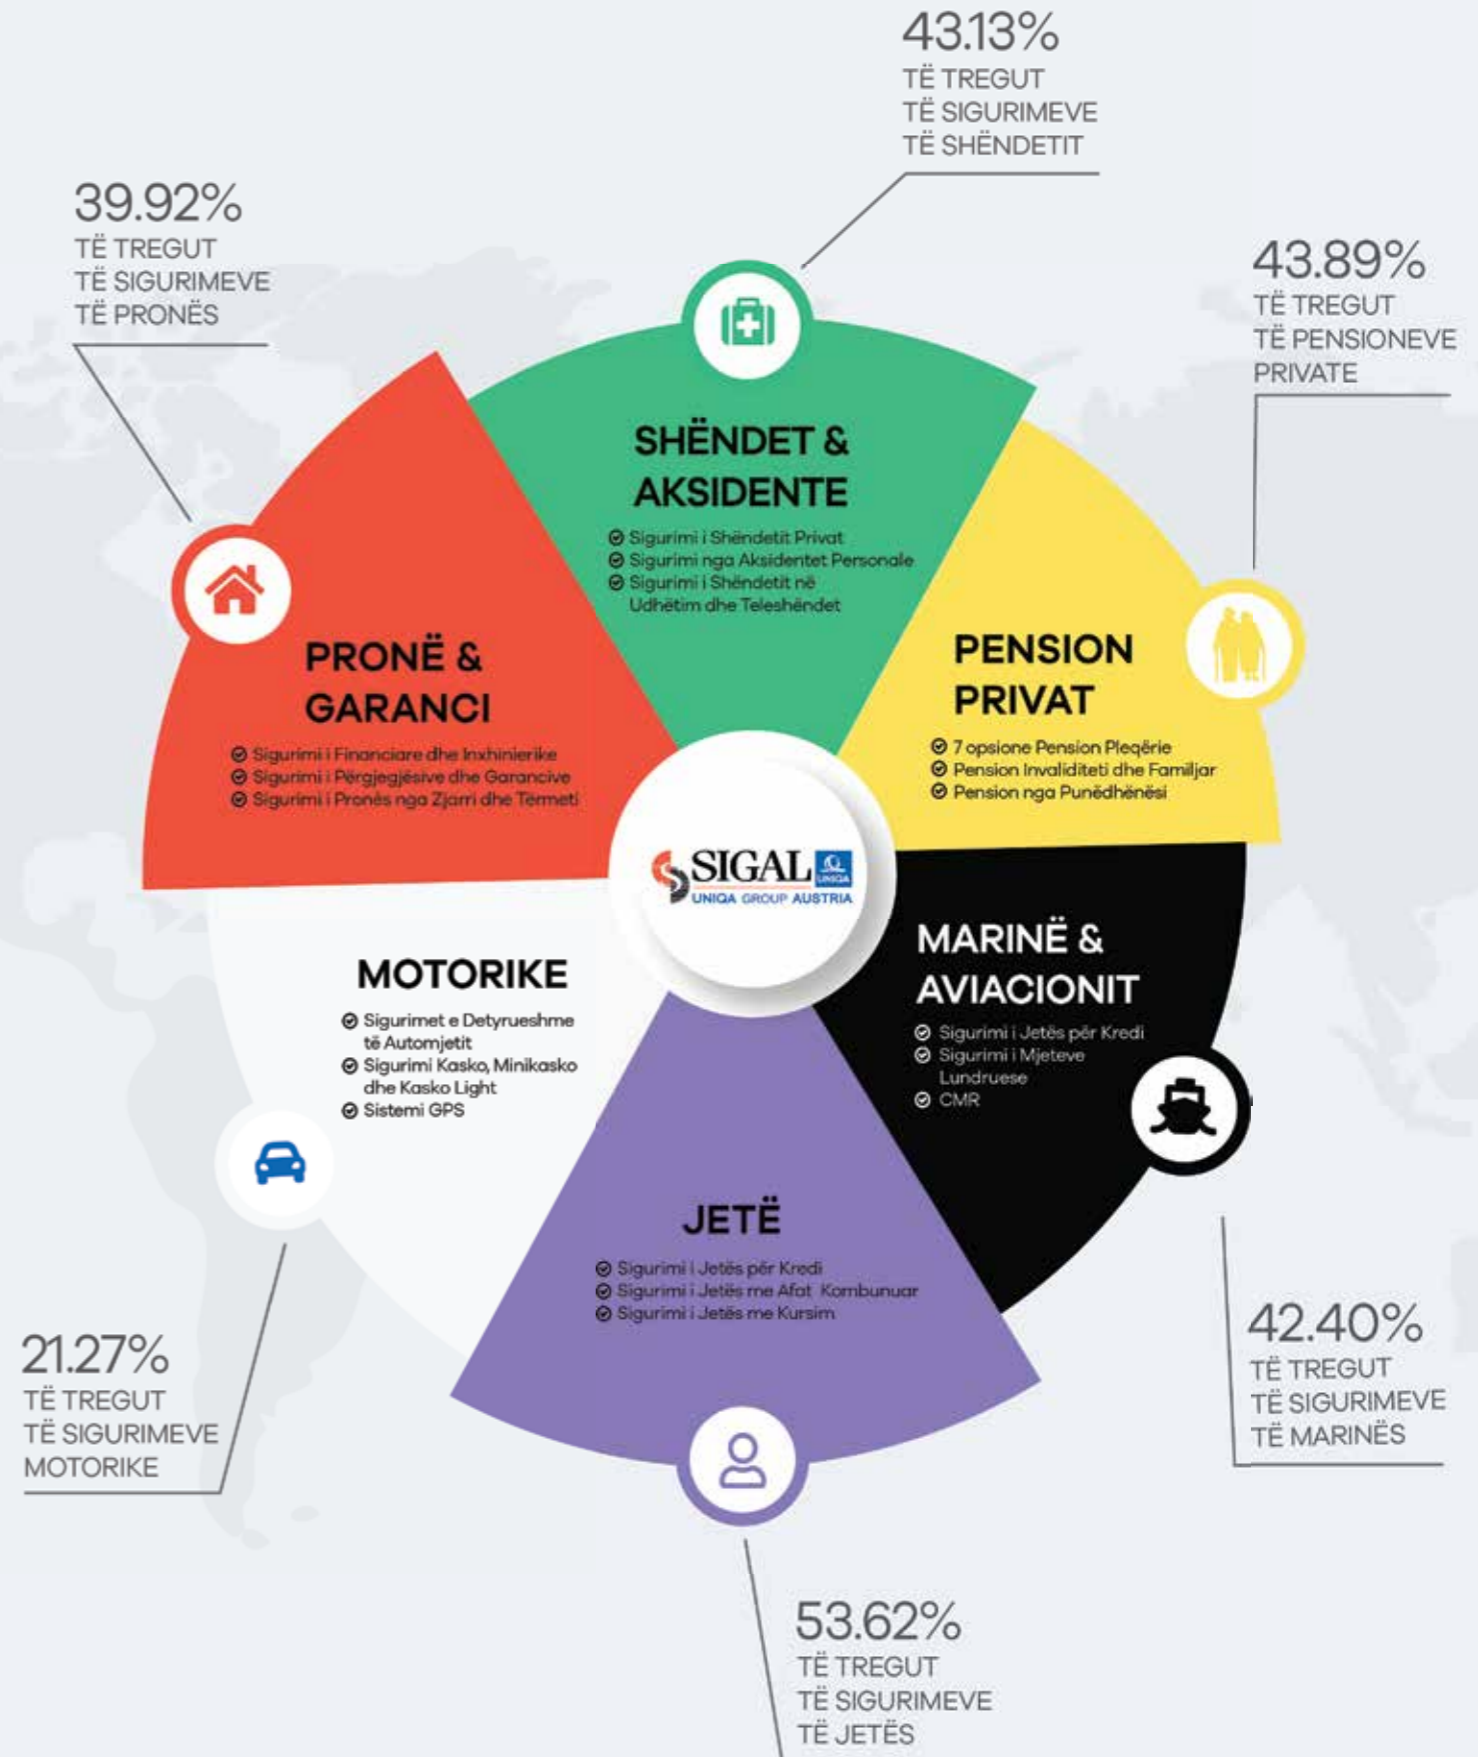 43.13%
TË TREGUT
TË SIGURIMEVE
TË SHËNDETIT
39.92%
TË TREGUT
TË SIGURIMEVE
TË PRONËS
43.89%
TË TREGUT
TË PENSIONEVE
PRIVATE
SHËNDET &
AKSIDENTE
Sigurimi i Shëndetit Privat
Sigurimi nga Aksidentet Personale
Sigurimi i Shëndetit në
Udhëtim dhe Teleshëndet
PRONË &
GARANCI
Sigurimi i Financiare dhe Inxhinierike
Sigurimi i Përgjegjësive dhe Garancive
Sigurimi i Pronës nga Zjarri dhe Tërmeti
PENSION
PRIVAT
7 opsione Pension Pleqërie
Pension Invaliditeti dhe Familjar
Pension nga Punëdhënësi
SIGAL
UNIQA
UNIQA GROUP AUSTRIA
MOTORIKE
Sigurimet e Detyrueshme
të Automjetit
Sigurimi Kasko, Minikasko
dhe Kasko Light
Sistemi GPS
MARINË &
AVIACIONIT
Sigurimi i Jetës për Kredi
Sigurimi i Mjeteve
Lundruese
CMR
JETË
Sigurimi i Jetës për Kredi
Sigurimi i Jetës me Afat Kombunuar
Sigurimi i Jetës me Kursim
21.27%
TË TREGUT
TË SIGURIMEVE
MOTORIKE
42.40%
TË TREGUT
TË SIGURIMEVE
TË MARINËS
53.62%
TË TREGUT
TË SIGURIMEVE
TË JETËS